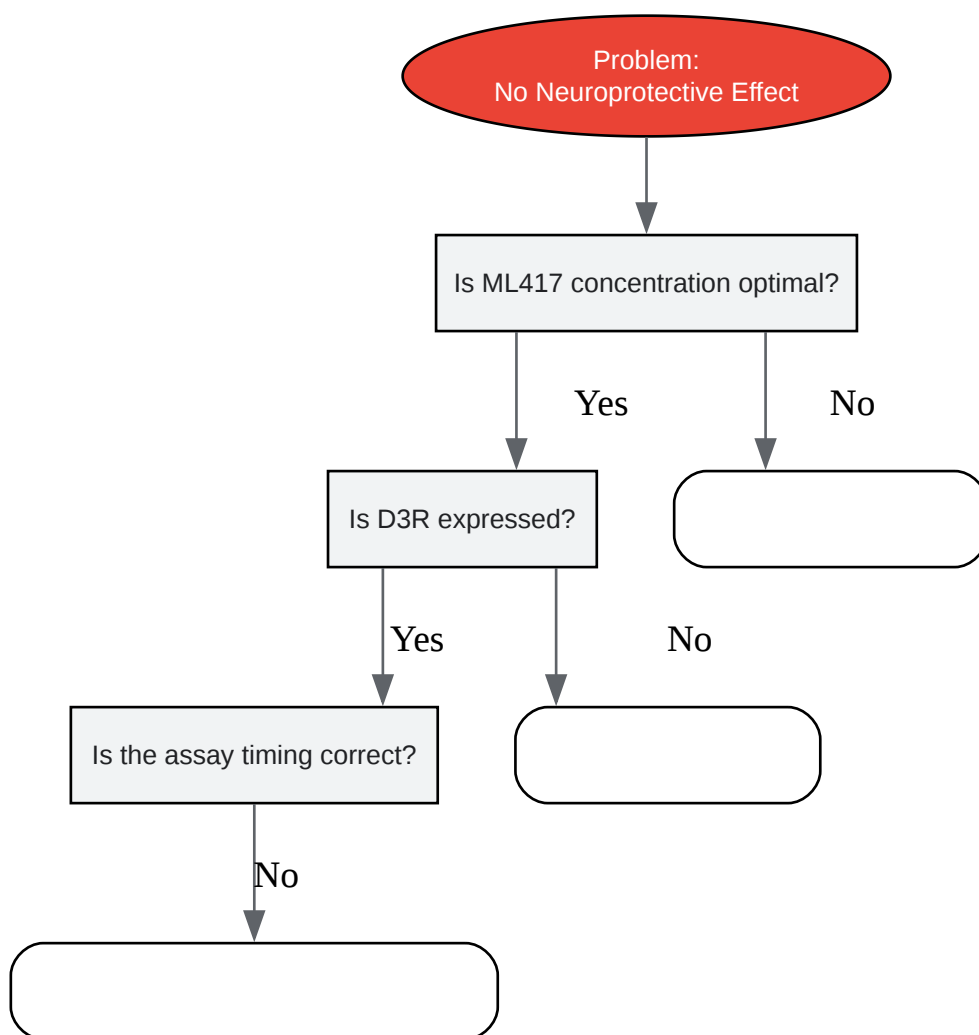 Problem:
No Neuroprotective Effect
Is ML417 concentration optimal?
Yes
No
Is D3R expressed?
Yes
No
Is the assay timing correct?
No